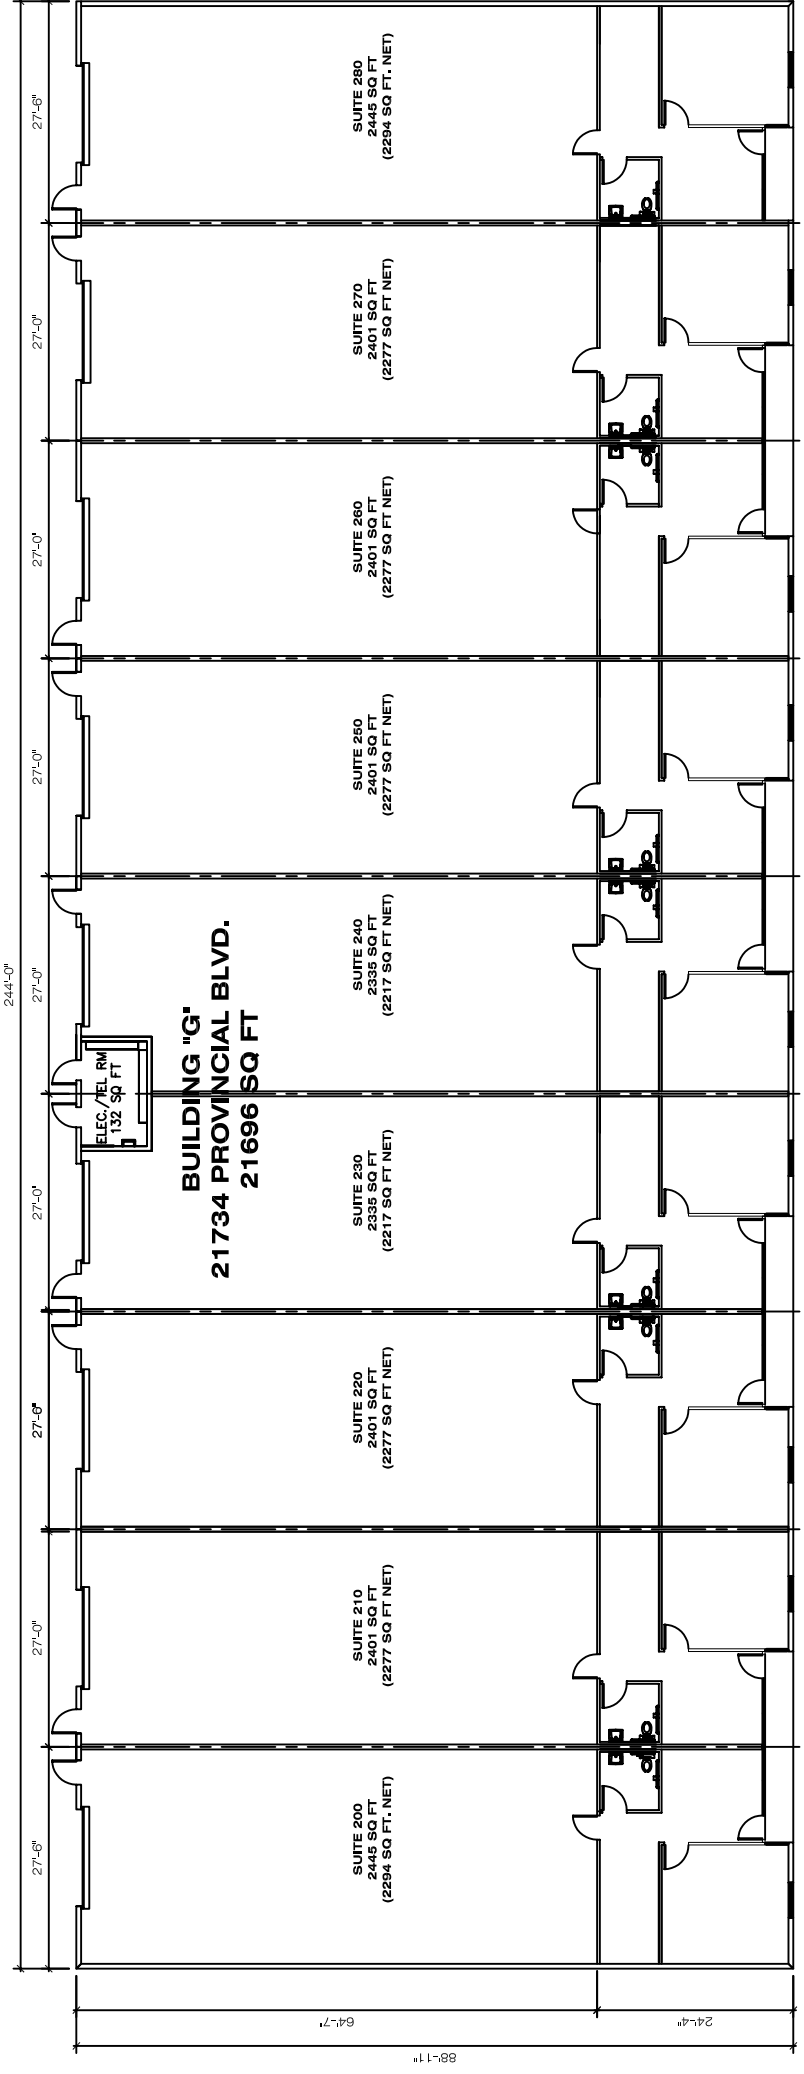 244'-0"
27'-6"
27'-0"
27'-0"
27'-0"
27'-0"
27'-0"
27'-0"
27'-6"
ELEC./TEL RM
132 SQ FT
BUILDING "G"
21734 PROVINCIAL BLVD.
21696 SQ FT
SUITE 200
2445 SQ FT
(2294 SQ FT. NET)
SUITE 210
2401 SQ FT
(2277 SQ FT NET)
SUITE 220
2401 SQ FT
(2277 SQ FT NET)
SUITE 230
2335 SQ FT
(2217 SQ FT NET)
SUITE 240
2335 SQ FT
(2217 SQ FT NET)
SUITE 250
2401 SQ FT
(2277 SQ FT NET)
SUITE 260
2401 SQ FT
(2277 SQ FT NET)
SUITE 270
2401 SQ FT
(2277 SQ FT NET)
SUITE 280
2445 SQ FT
(2294 SQ FT. NET)
64'-7"
24'-4"
88'-11"